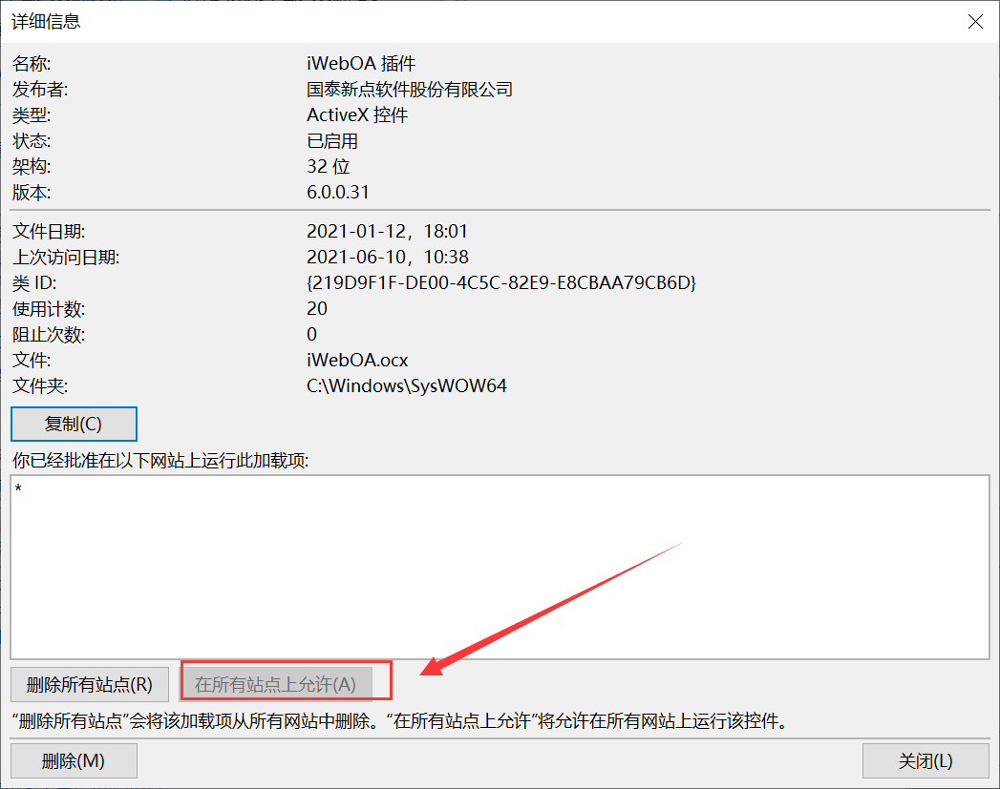 详细信息
名称: iWebOA 插件
发布者: 国泰新点软件股份有限公司
类型: ActiveX 控件
状态: 已启用
架构: 32 位
版本: 6.0.0.31
文件日期: 2021-01-12，18:01
上次访问日期: 2021-06-10，10:38
类 ID: {219D9F1F-DE00-4C5C-82E9-E8CBAA79CB6D}
使用计数: 20
阻止次数: 0
文件: iWebOA.ocx
文件夹: C:\Windows\SysWOW64
复制(C)
你已经批准在以下网站上运行此加载项:
*
删除所有站点(R) 在所有站点上允许(A)
“删除所有站点”会将该加载项从所有网站中删除。“在所有站点上允许”将允许在所有网站上运行该控件。
删除(M) 关闭(L)